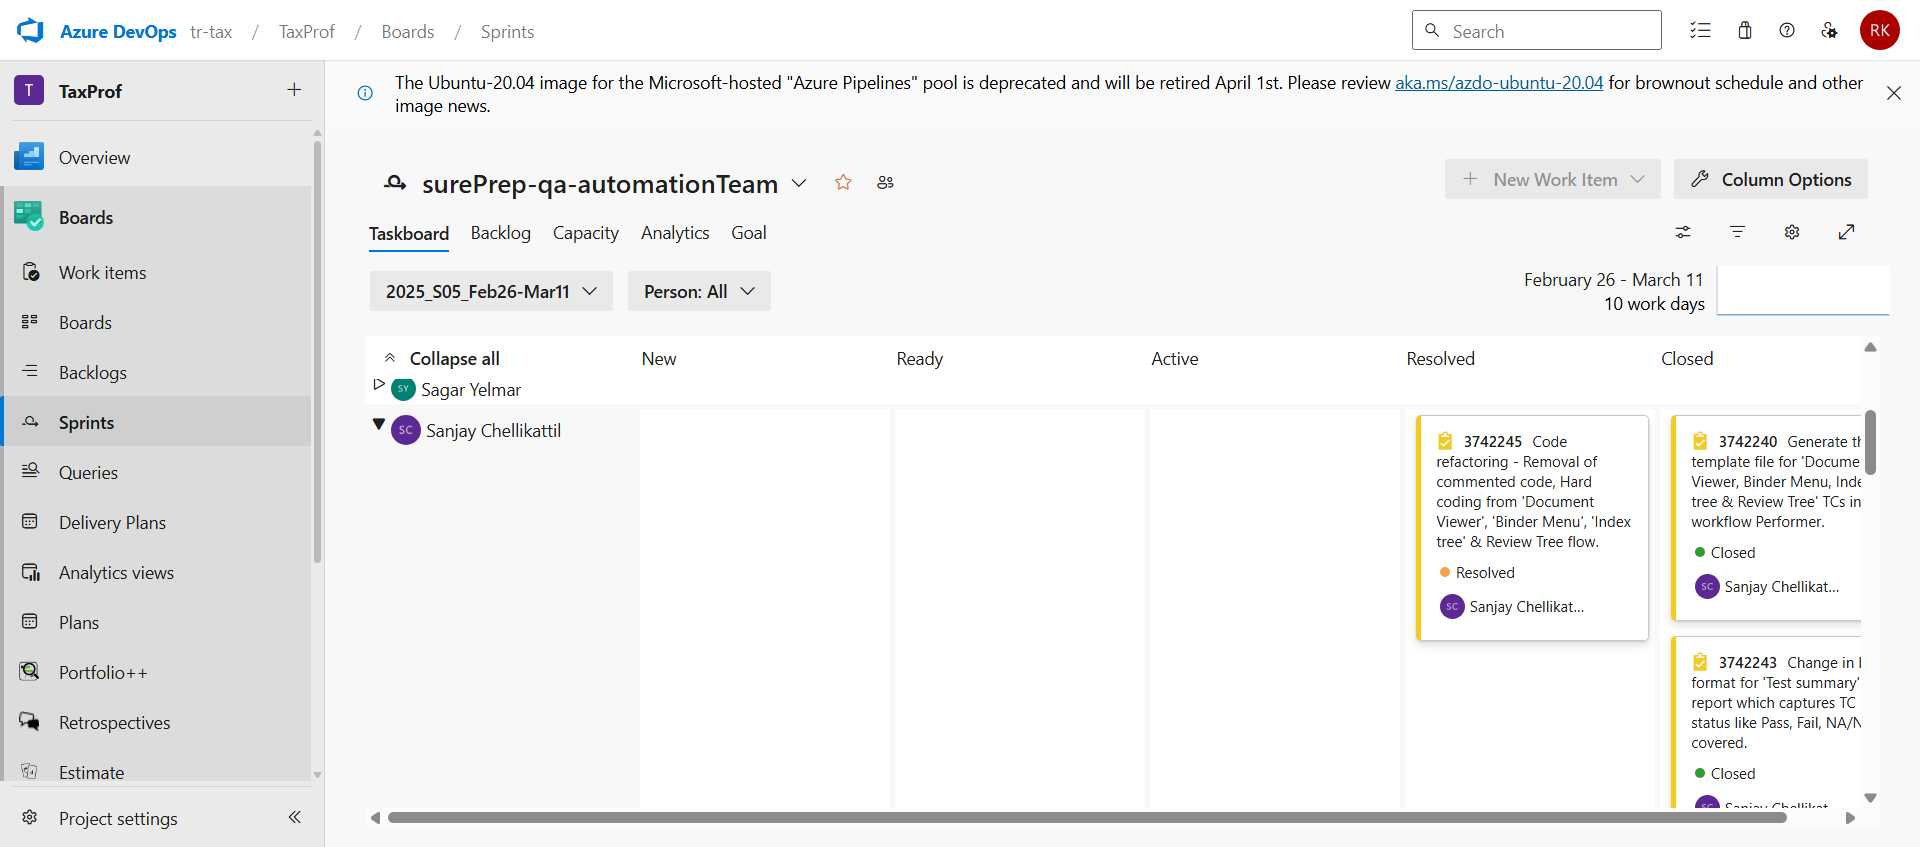 Azure DevOps tr-tax / TaxProf / Boards / Sprints
Search
RK
T TaxProf
The Ubuntu-20.04 image for the Microsoft-hosted "Azure Pipelines" pool is deprecated and will be retired April 1st. Please review aka.ms/azdo-ubuntu-20.04 for brownout schedule and other
image news.
Overview
Boards
Work items
Boards
Backlogs
Sprints
Queries
Delivery Plans
Analytics views
Plans
Portfolio++
Retrospectives
Estimate
Project settings
surePrep-qa-automationTeam
New Work Item
Column Options
Taskboard Backlog Capacity Analytics Goal
2025_S05_Feb26-Mar11
Person: All
February 26 - March 11
10 work days
Collapse all New Ready Active Resolved Closed
SY Sagar Yelmar
SC Sanjay Chellikattil
3742245 Code
refactoring - Removal of
commented code, Hard
coding from 'Document
Viewer', 'Binder Menu', 'Index
tree' & Review Tree flow.
Resolved
SC Sanjay Chellikat...
3742240 Generate th
template file for 'Docume
Viewer, Binder Menu, Inde
tree & Review Tree' TCs in
workflow Performer.
Closed
SC Sanjay Chellikat...
3742243 Change in
format for 'Test summary'
report which captures TC
status like Pass, Fail, NA/N
covered.
Closed
Sanjay Chellikat...